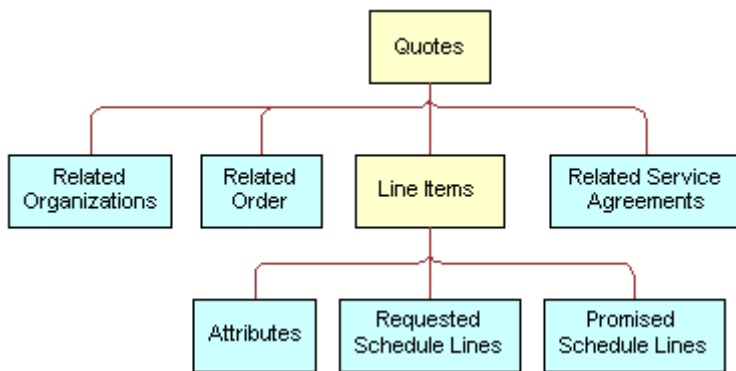 Quotes
Related
Organizations
Related
Order
Line Items
Related Service
Agreements
Attributes
Requested
Schedule Lines
Promised
Schedule Lines